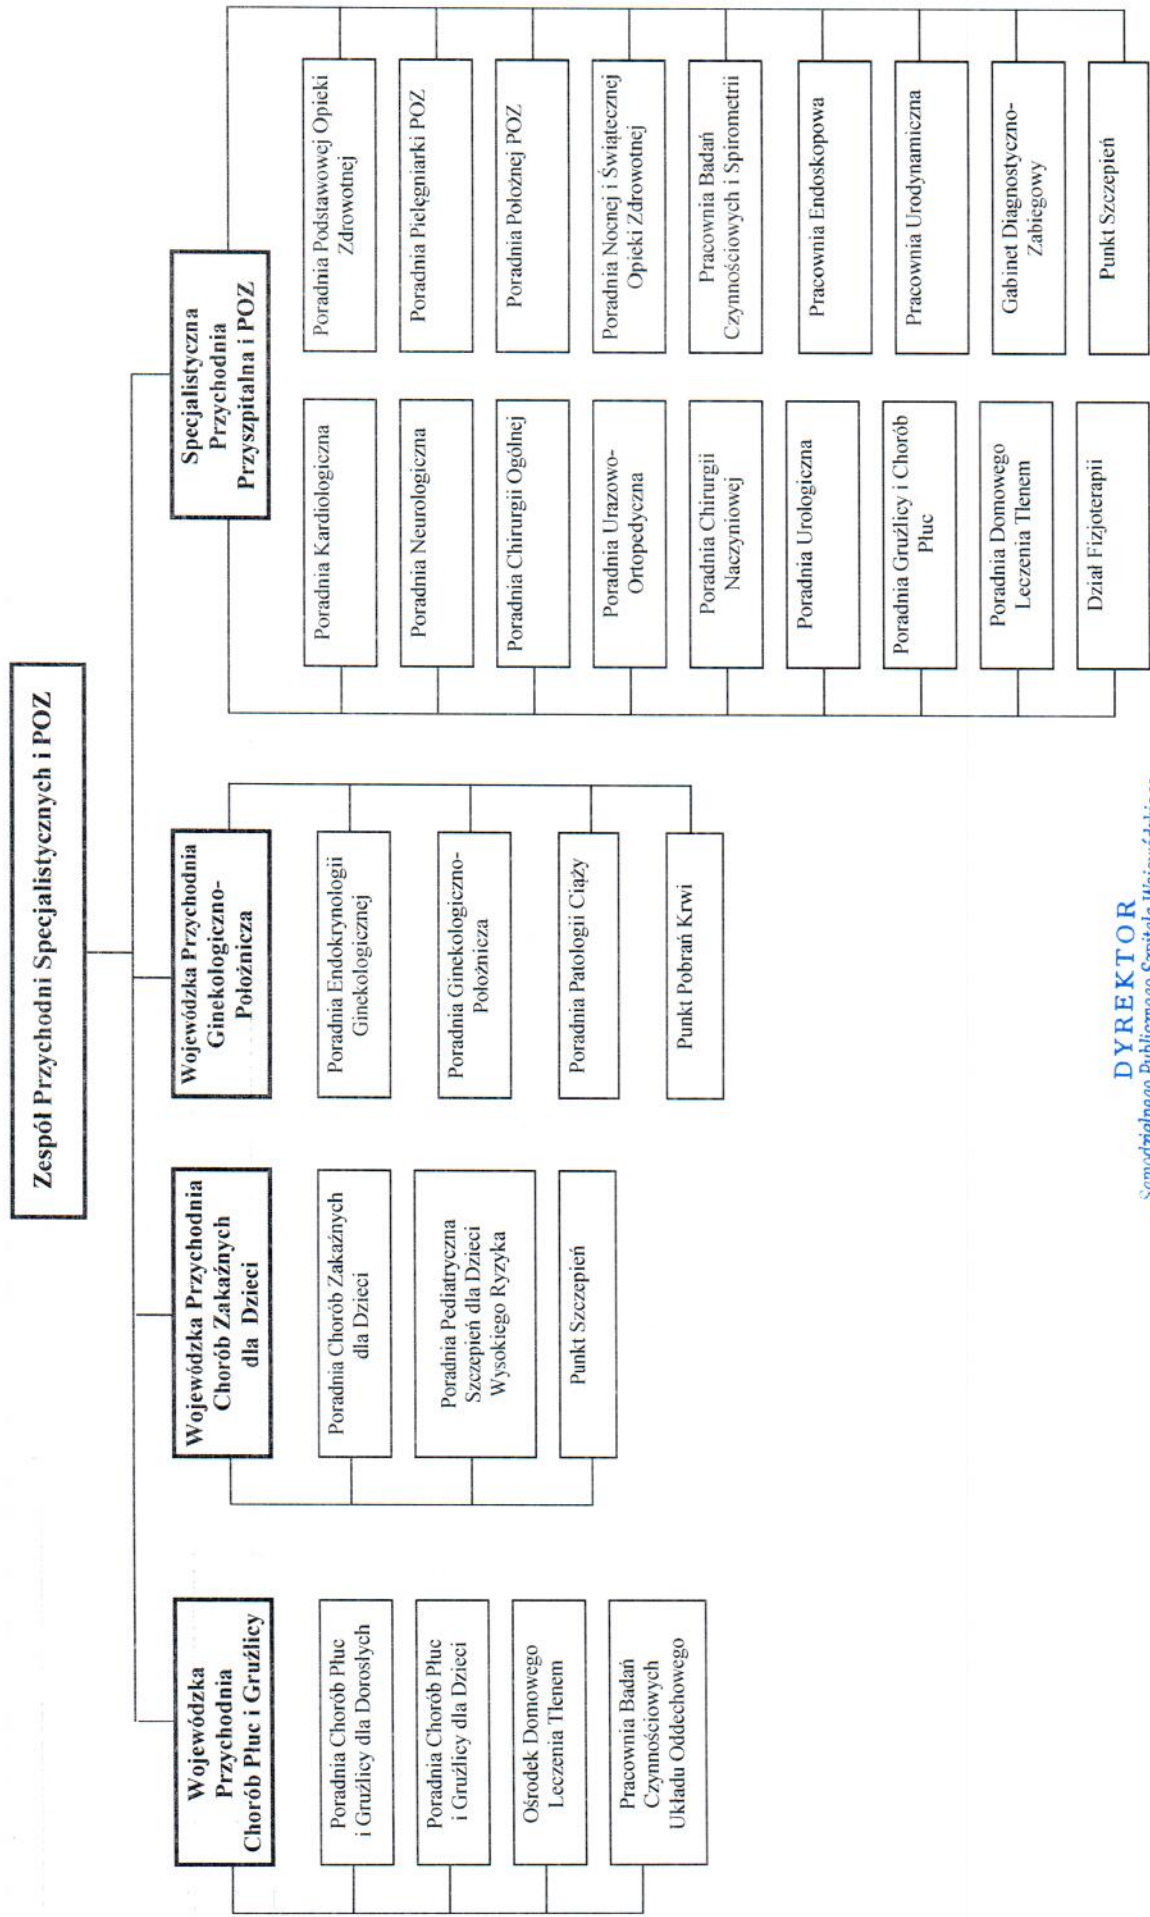 Zespół Przychodni Specjalistycznych i POZ
Wojewódzka
Przychodnia
Chorób Płuc i Gruźlicy
Poradnia Chorób Płuc
i Gruźlicy dla Dorosłych
Poradnia Chorób Płuc
i Gruźlicy dla Dzieci
Ośrodek Domowego
Leczenia Tlenem
Pracownia Badań
Czynnościowych
Układu Oddechowego
Wojewódzka Przychodnia
Chorób Zakaźnych
dla Dzieci
Poradnia Chorób Zakaźnych
dla Dzieci
Poradnia Pediatryczna
Szczepień dla Dzieci
Wysokiego Ryzyka
Punkt Szczepień
Wojewódzka Przychodnia
Ginekologiczno-
Położnicza
Poradnia Endokrynologii
Ginekologicznej
Poradnia Ginekologiczno-
Położnicza
Poradnia Patologii Ciąży
Punkt Pobrań Krwi
Specjalistyczna
Przychodnia
Przyszpitalna i POZ
Poradnia Kardiologiczna
Poradnia Neurologiczna
Poradnia Chirurgii Ogólnej
Poradnia Urazowo-
Ortopedyczna
Poradnia Chirurgii
Naczyniowej
Poradnia Urologiczna
Poradnia Gruźlicy i Chorób
Płuc
Poradnia Domowego
Leczenia Tlenem
Dział Fizjoterapii
Poradnia Podstawowej Opieki
Zdrowotnej
Poradnia Pielęgniarki POZ
Poradnia Położnej POZ
Poradnia Nocnej i Świątecznej
Opieki Zdrowotnej
Pracownia Badań
Czynnościowych i Spirometrii
Pracownia Endoskopowa
Pracownia Urodynamiczna
Gabinet Diagnostyczno-
Zabiegowy
Punkt Szczepień
DYREKTOR
Samodzielnego Publicznego Szpitala Wojewódzkiego